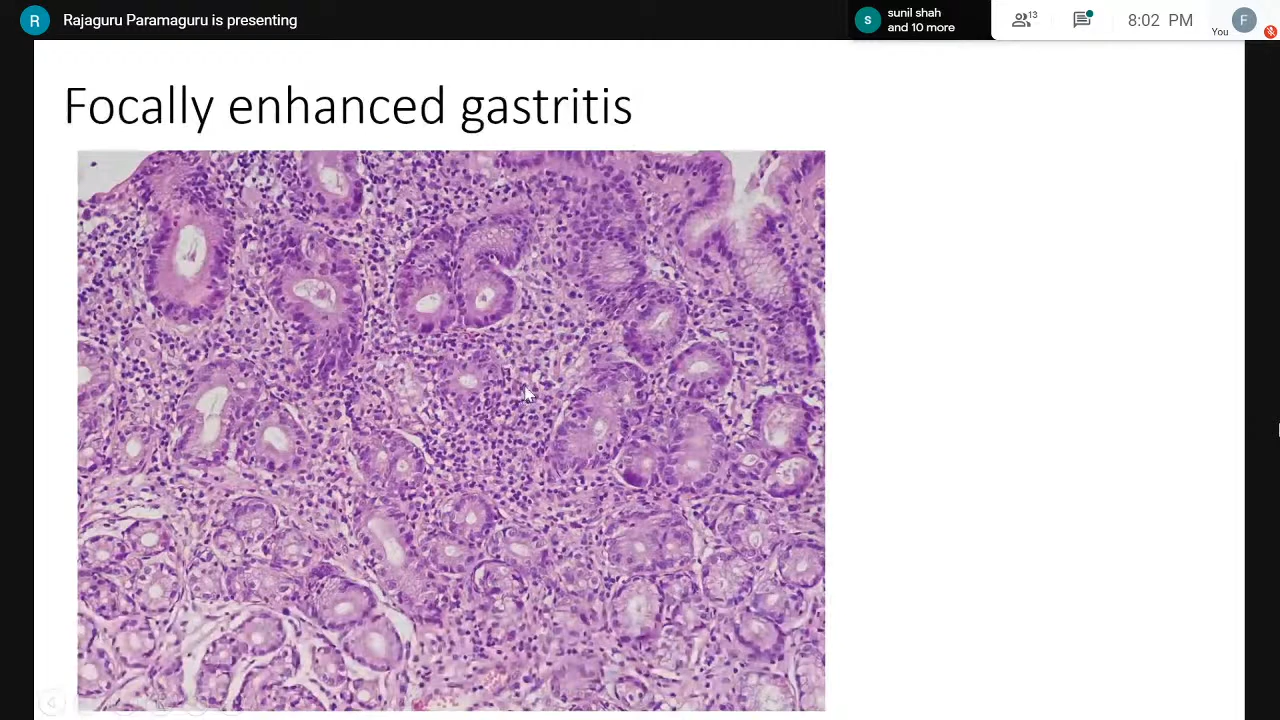 R
Rajaguru Paramaguru is presenting
s
sunil shah
and 10 more
13
8:02 PM
You
F
Focally enhanced gastritis